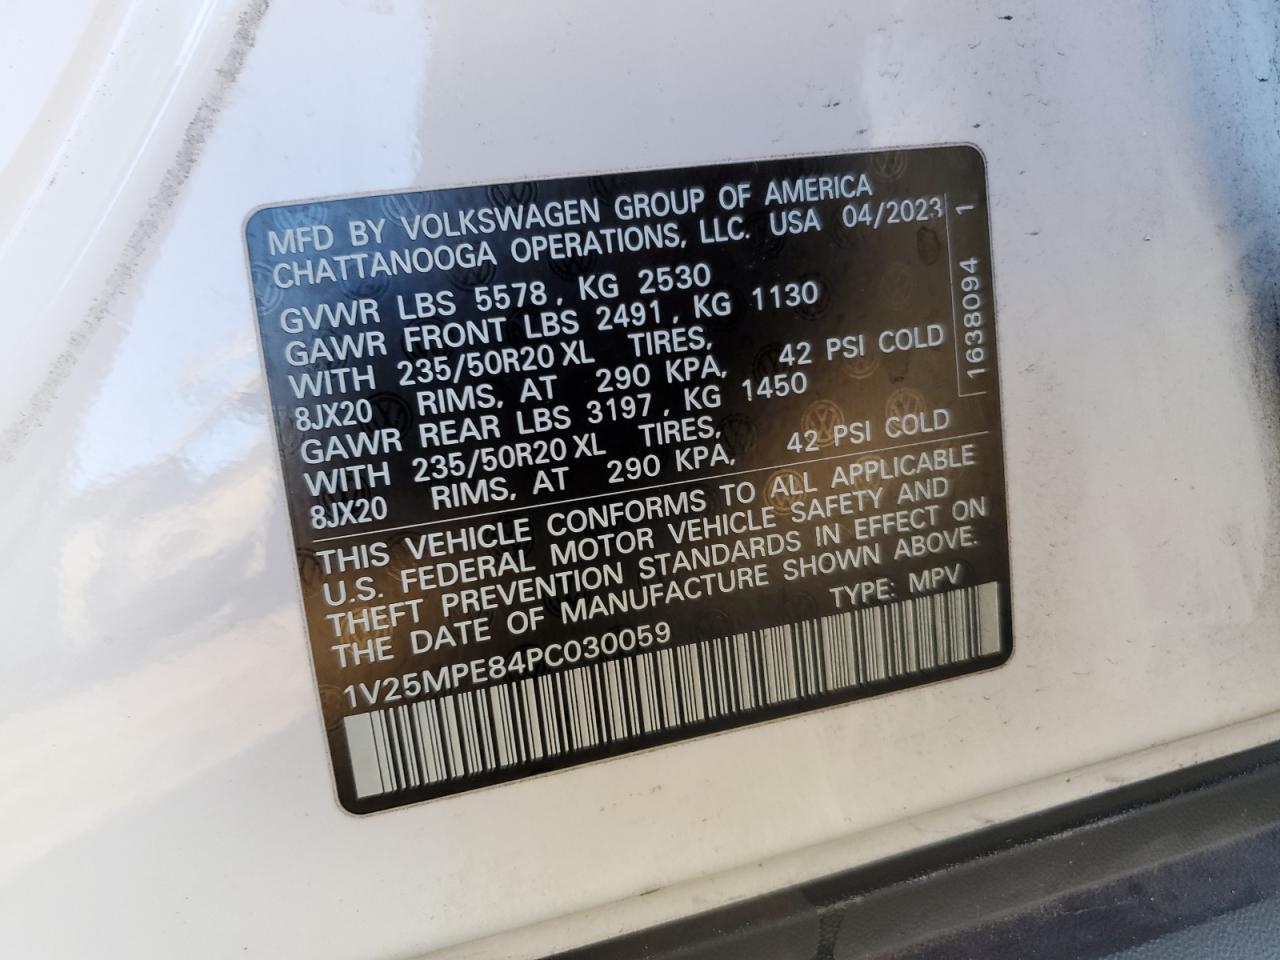 MFD BY VOLKSWAGEN GROUP OF AMERICA
CHATTANOOGA OPERATIONS, LLC. USA 04/2023
GVWR LBS 5578, KG 2530
GAWR FRONT LBS 2491, KG 1130
WITH 235/50R20 XL TIRES,
8JX20 RIMS, AT 290 KPA, 42 PSI COLD
GAWR REAR LBS 3197, KG 1450
WITH 235/50R20 XL TIRES,
8JX20 RIMS, AT 290 KPA, 42 PSI COLD
THIS VEHICLE CONFORMS TO ALL APPLICABLE
U.S. FEDERAL MOTOR VEHICLE SAFETY AND
THEFT PREVENTION STANDARDS IN EFFECT ON
THE DATE OF MANUFACTURE SHOWN ABOVE.
1V25MPE84PC030059 TYPE: MPV
1638094 1